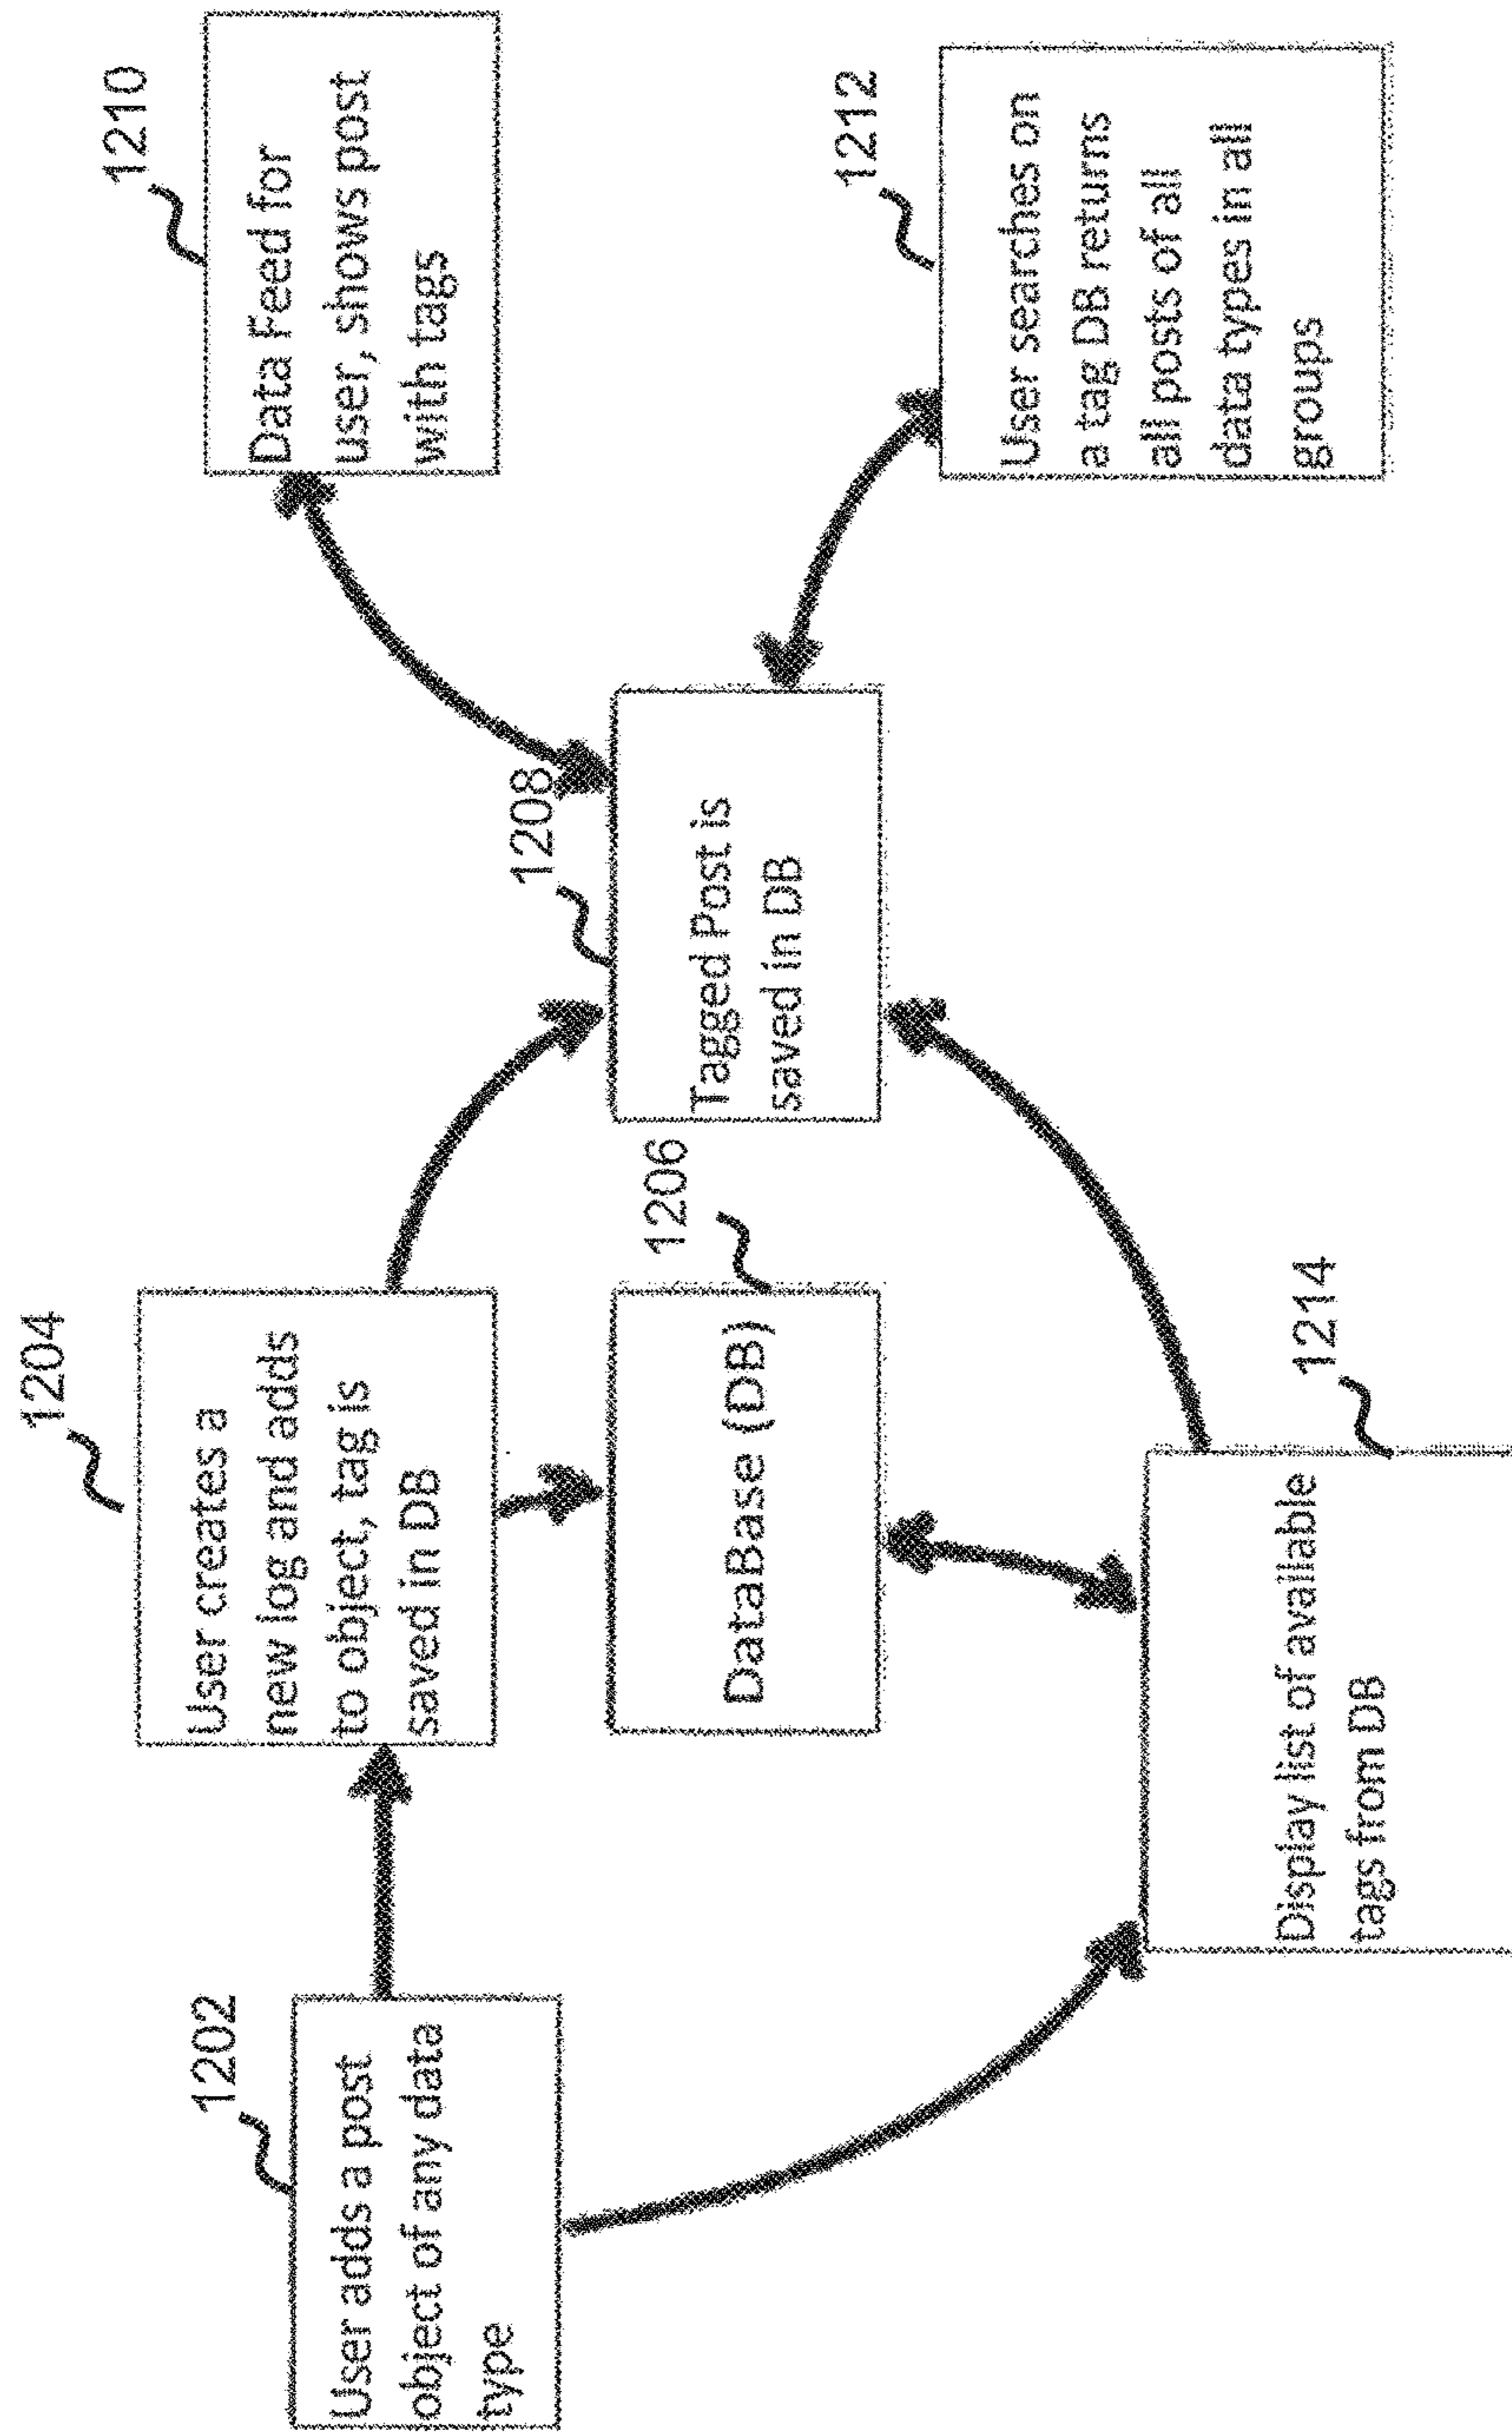 1202
User adds a post
object of any data
type
1204
User creates a
new log and adds
to object, tag is
saved in DB
1206
DataBase (DB)
1214
Display list of available
tags from DB
1208
Tagged Post is
saved in DB
1210
Data Feed for
user, shows post
with tags
1212
User searches on
a tag DB returns
all posts of all
data types in all
groups